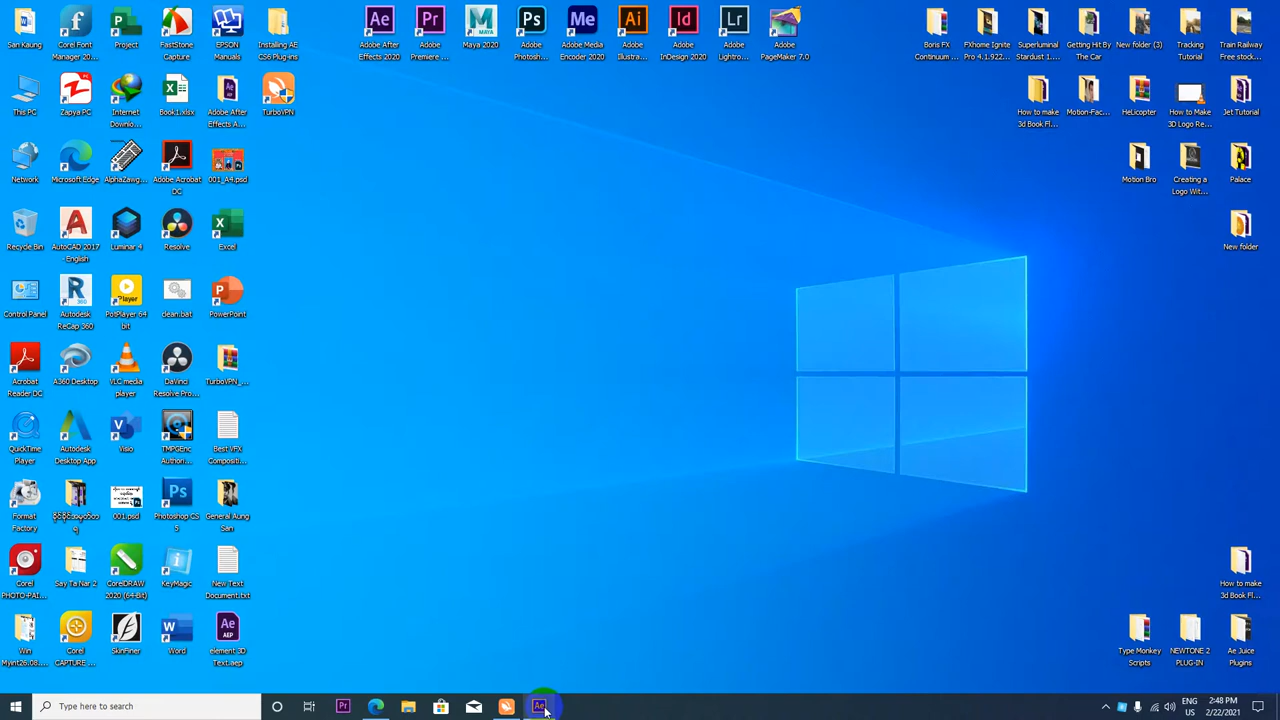 San Kaung
Corel Font
Manager 20...
Project
FastStone
Capture
EPSON
Manuals
Installing AE
CS6 Plug-ins
Adobe After
Effects 2020
Adobe
Premiere ...
Maya 2020
Adobe
Photosh...
Adobe Media
Encoder 2020
Adobe
Illustra...
Adobe
InDesign 2020
Adobe
Lightro...
Adobe
PageMaker 7.0
Boris FX
Continuum ...
FXhome Ignite
Pro 4.1.922...
Superluminal
Stardust 1....
Getting Hit By
The Car
New folder (3)
Tracking
Tutorial
Train Railway
Free stock...
This PC
Zapya PC
Internet
Downlo...
Book1.xlsx
Adobe After
Effects A...
TurboVPN
How to make
3d Book Fl...
Motion-Fac...
HeLicopter
How to Make
3D Logo Re...
Jet Tutorial
Network
Microsoft Edge
AlphaZawg...
Adobe Acrobat
DC
001_A4.psd
Motion Bro
Creating a
Logo Wit...
Palace
Recycle Bin
AutoCAD 2017
- English
Luminar 4
Resolve
Excel
New folder
Control Panel
Autodesk
ReCap 360
PotPlayer 64
bit
clean.bat
PowerPoint
Acrobat
Reader DC
A360 Desktop
VLC media
player
DaVinci
Resolve Pro...
TurboVPN_...
QuickTime
Player
Autodesk
Desktop App
Visio
TMPGEnc
Authori...
Best VFX
Compositi...
Format
Factory
001.psd
Photoshop CS
5
General Aung
San
Corel
PHOTO-PAI...
Say Ta Nar 2
CorelDRAW
2020 (64-Bit)
KeyMagic
New Text
Document.txt
How to make
3d Book Fl...
Win
Myint26:08....
Corel
CAPTURE ...
SkinFiner
Word
element 3D
Text.aep
Type Monkey
Scripts
NEWTONE 2
PLUG-IN
Ae Juice
Plugins
Type here to search
ENG
US
2:48 PM
2/22/2021